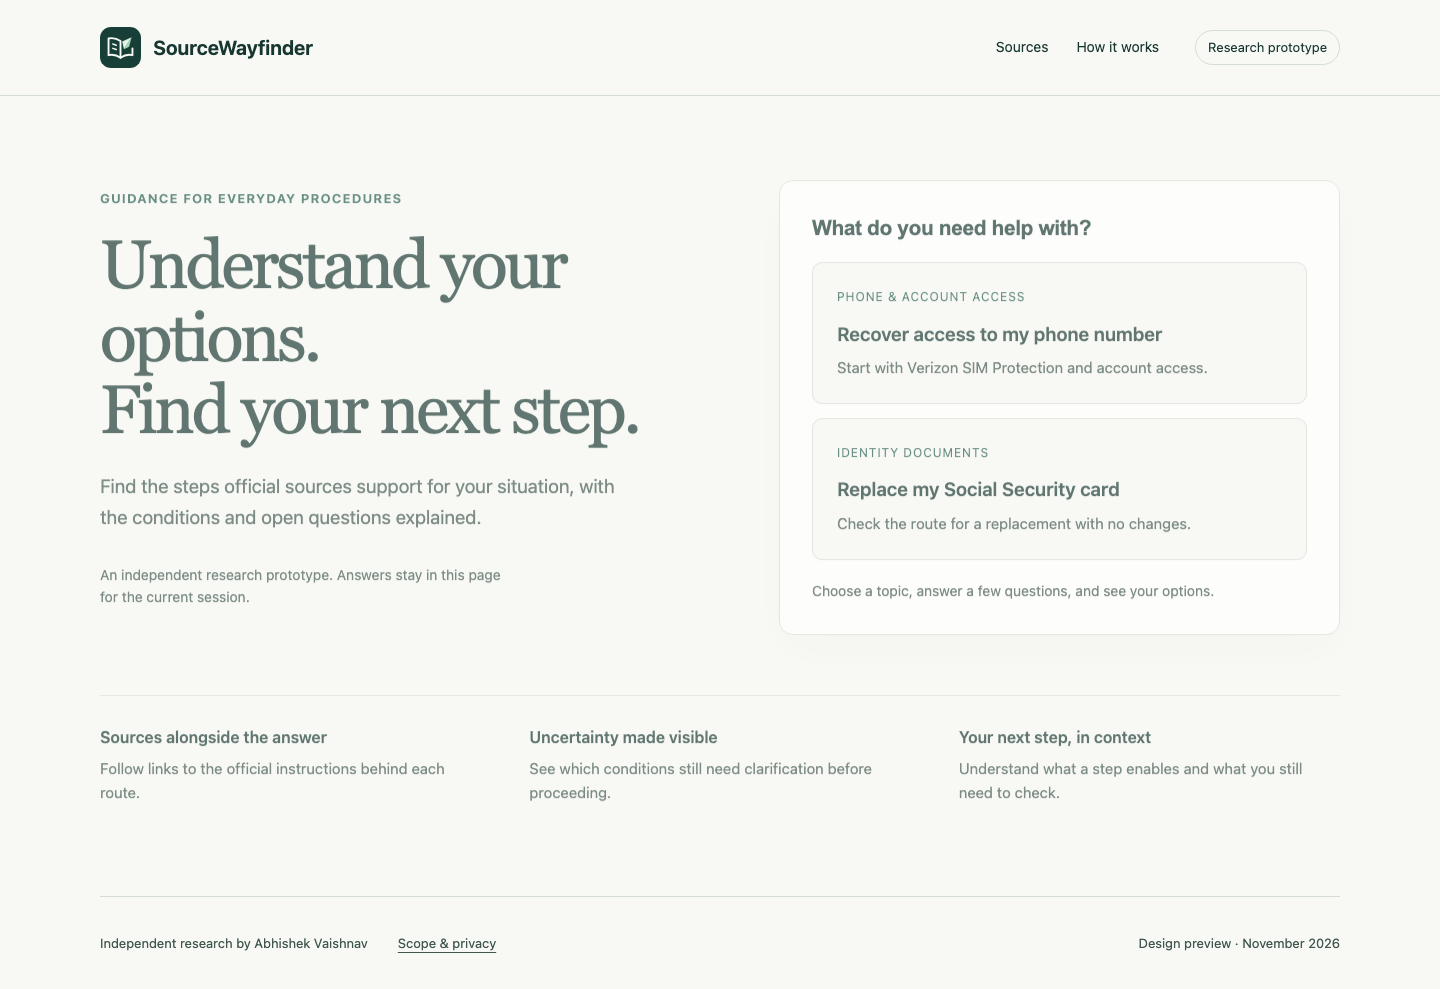 SourceWayfinder
Sources
How it works
Research prototype
GUIDANCE FOR EVERYDAY PROCEDURES
Understand your
options.
Find your next step.
Find the steps official sources support for your situation, with
the conditions and open questions explained.
An independent research prototype. Answers stay in this page
for the current session.
What do you need help with?
PHONE & ACCOUNT ACCESS
Recover access to my phone number
Start with Verizon SIM Protection and account access.
IDENTITY DOCUMENTS
Replace my Social Security card
Check the route for a replacement with no changes.
Choose a topic, answer a few questions, and see your options.
Sources alongside the answer
Follow links to the official instructions behind each
route.
Uncertainty made visible
See which conditions still need clarification before
proceeding.
Your next step, in context
Understand what a step enables and what you still
need to check.
Independent research by Abhishek Vaishnav
Scope & privacy
Design preview · November 2026